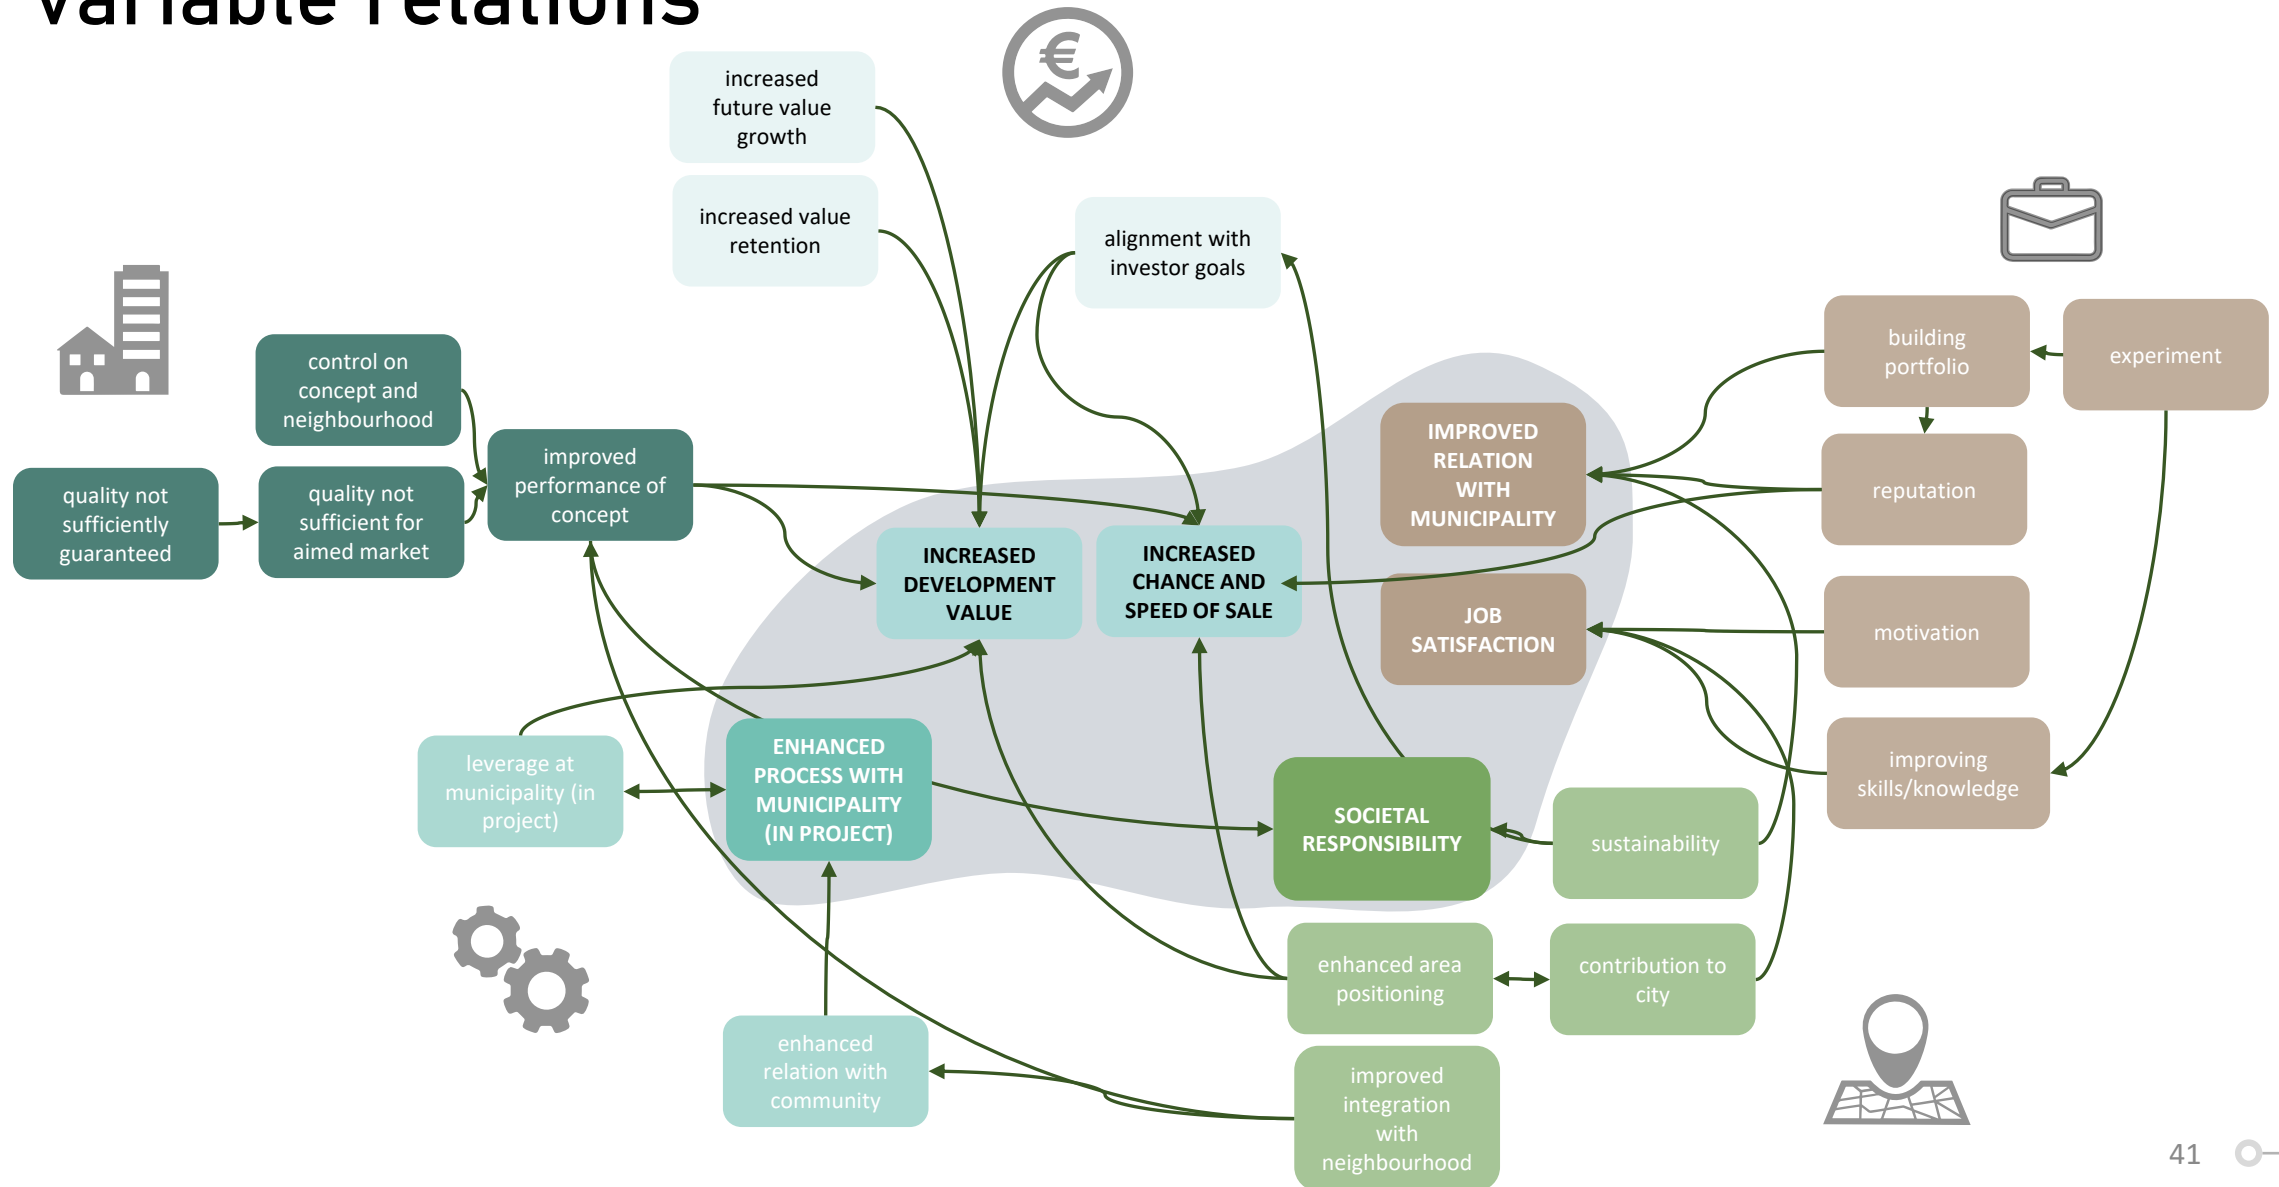 Variable relations
€
increased
future value
growth
increased value
retention
alignment with
investor goals
control on
concept and
neighbourhood
quality not
sufficiently
guaranteed
quality not
sufficient for
aimed market
improved
performance of
concept
INCREASED
DEVELOPMENT
VALUE
INCREASED
CHANCE AND
SPEED OF SALE
IMPROVED
RELATION
WITH
MUNICIPALITY
JOB
SATISFACTION
building
portfolio
experiment
reputation
motivation
improving
skills/knowledge
leverage at
municipality (in
project)
ENHANCED
PROCESS WITH
MUNICIPALITY
(IN PROJECT)
SOCIETAL
RESPONSIBILITY
sustainability
enhanced area
positioning
contribution to
city
enhanced
relation with
community
improved
integration
with
neighbourhood
41